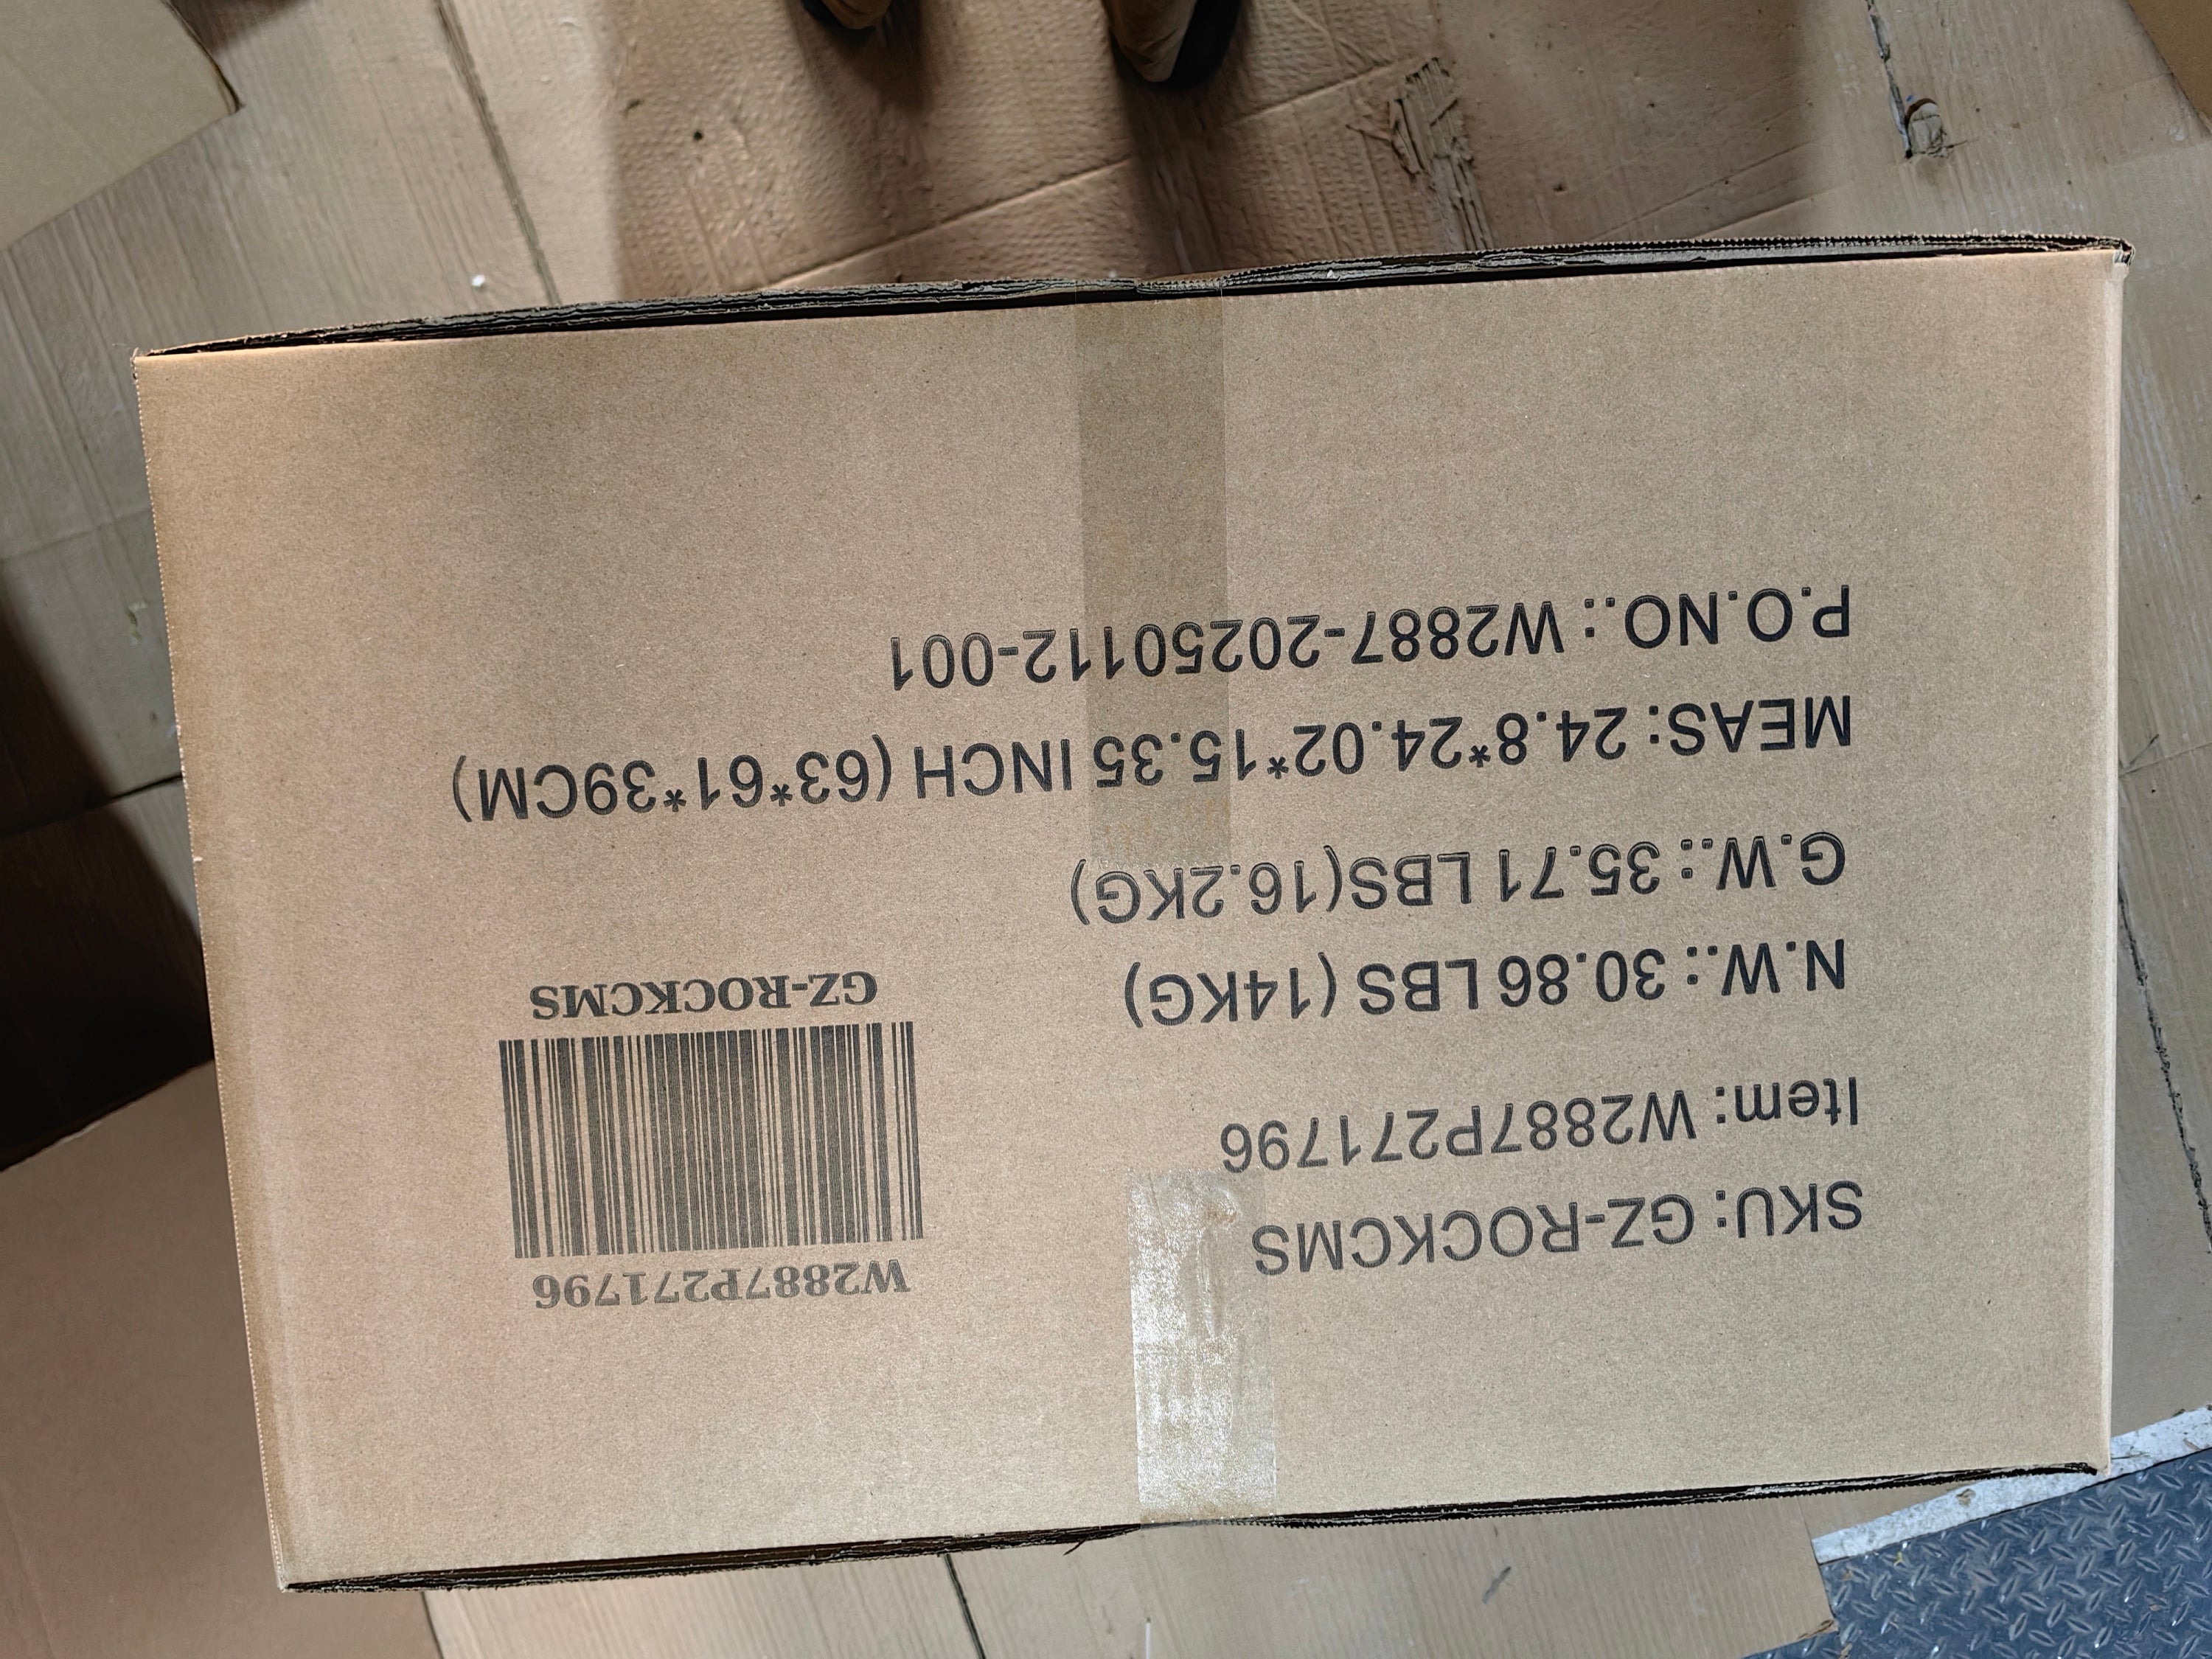 W2887P271796
GZ-ROCKCMS
SKU: GZ-ROCKCMS
Item: W2887P271796
N.W.: 30.86 LBS (14KG)
G.W.: 35.71 LBS(16.2KG)
MEAS: 24.8*24.02*15.35 INCH (63*61*39CM)
P.O.NO.: W2887-20250112-001